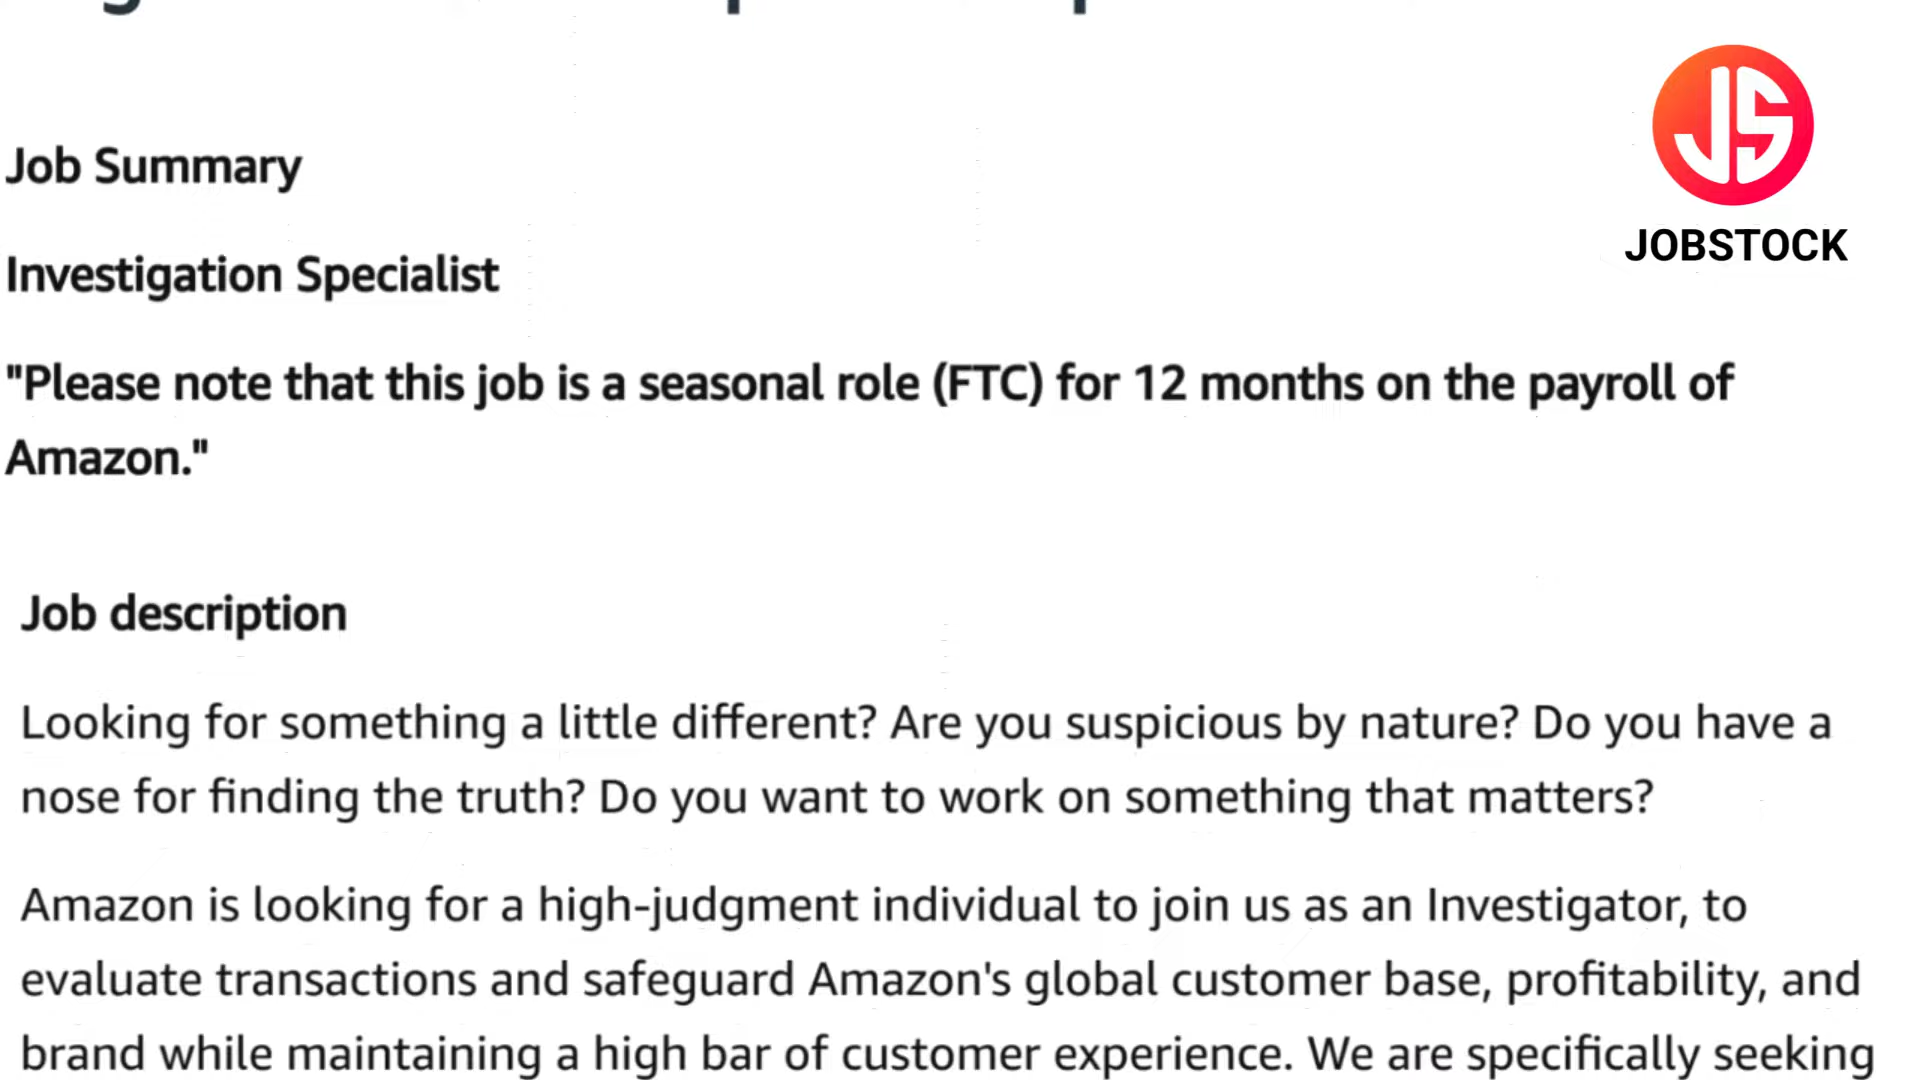 Job Summary
JS
JOBSTOCK
Investigation Specialist
"Please note that this job is a seasonal role (FTC) for 12 months on the payroll of
Amazon."
Job description
Looking for something a little different? Are you suspicious by nature? Do you have a
nose for finding the truth? Do you want to work on something that matters?
Amazon is looking for a high-judgment individual to join us as an Investigator, to
evaluate transactions and safeguard Amazon's global customer base, profitability, and
brand while maintaining a high bar of customer experience. We are specifically seeking